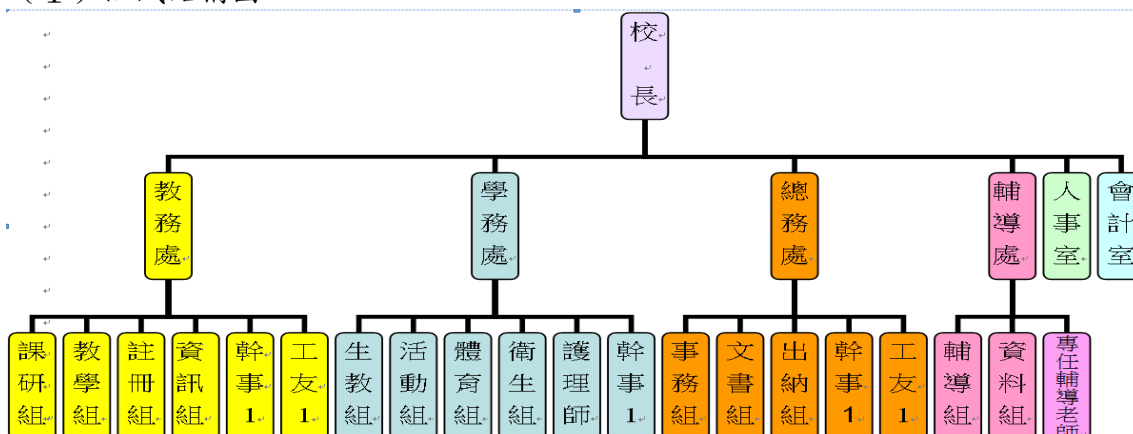 校長
教務處
學務處
總務處
輔導處
人事室
會計室
課研組
教學組
註冊組
資訊組
幹事1
工友1
生教組
活動組
體育組
衛生組
護理師
幹事1
事務組
文書組
出納組
幹事1
工友1
輔導組
資料組
專任輔導老師